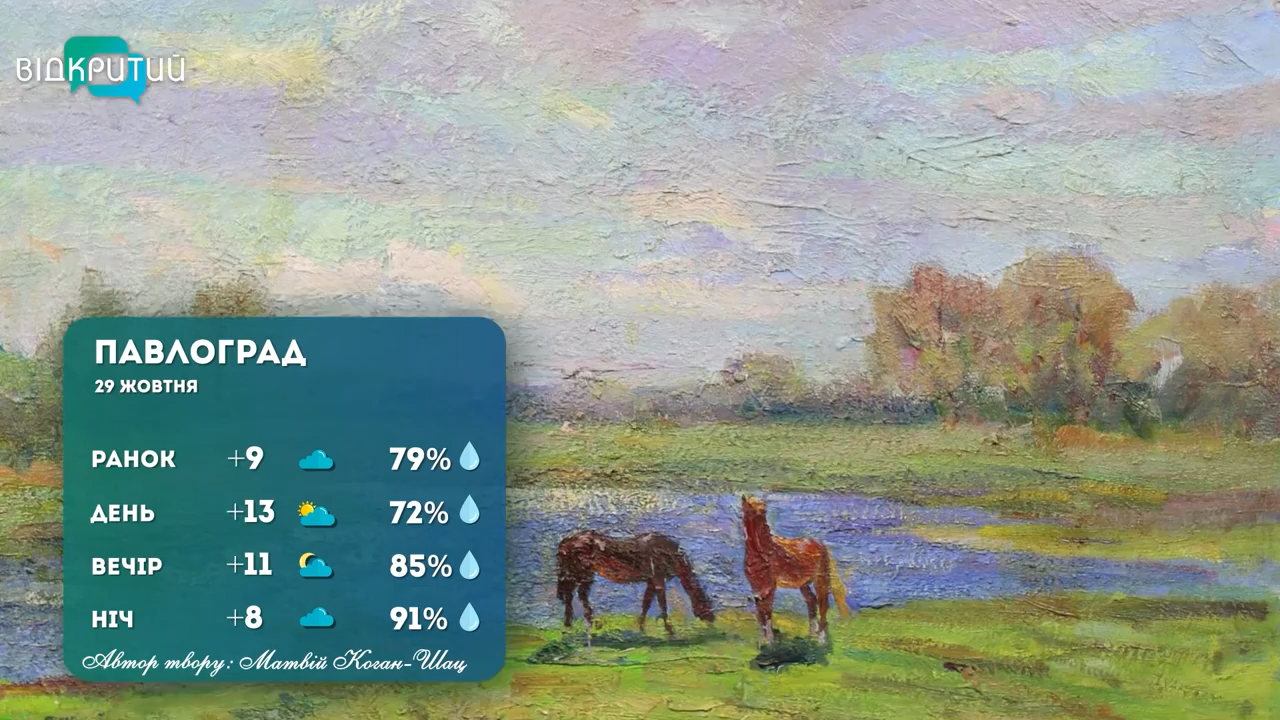 ВІДКРИТИЙ
ПАВЛОГРАД
29 ЖОВТНЯ
РАНОК +9 79%
ДЕНЬ +13 72%
ВЕЧІР +11 85%
НІЧ +8 91%
Автор твору: Матвій Коган-Шац